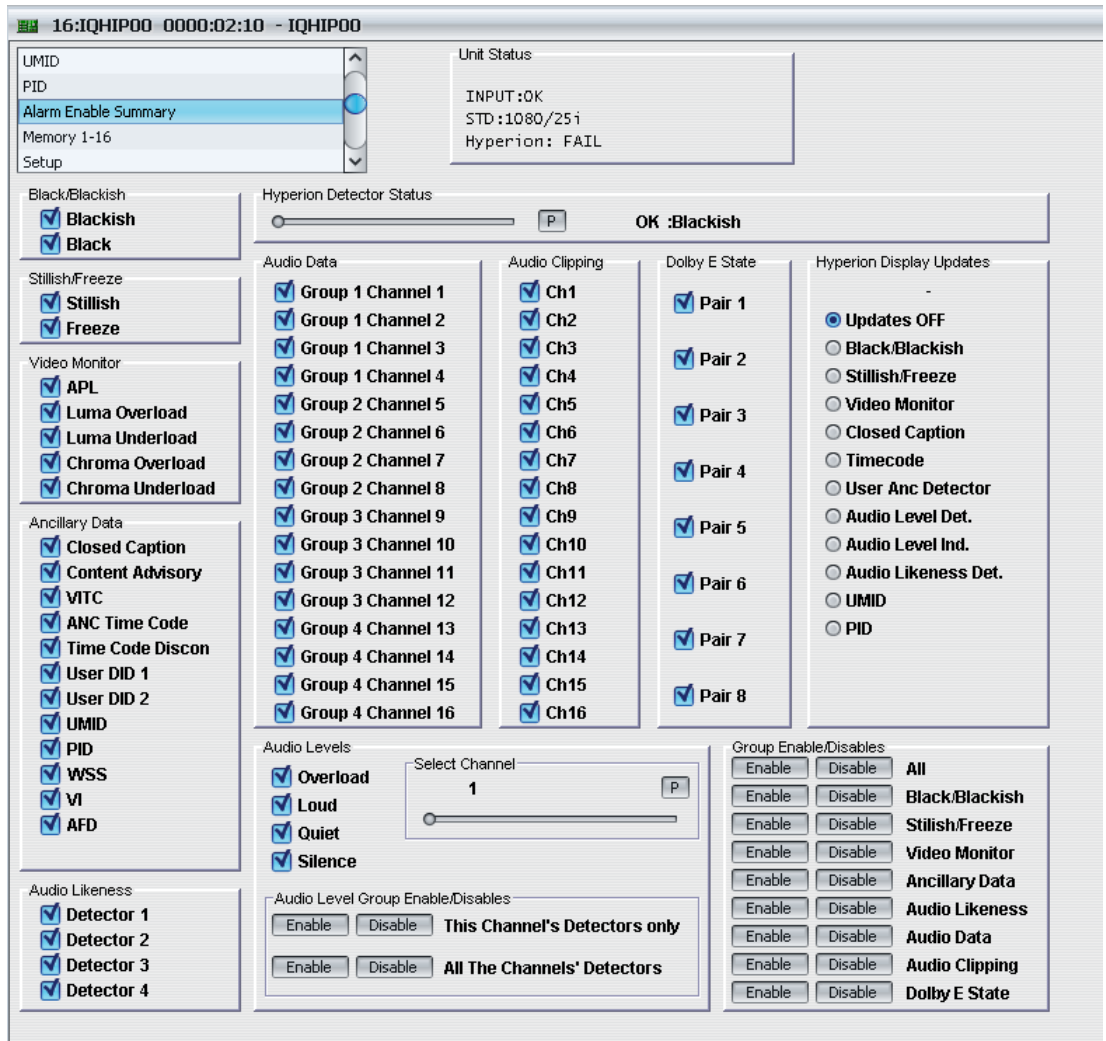 16:IQHIP00 0000:02:10 - IQHIP00
UMID
PID
Alarm Enable Summary
Memory 1-16
Setup
Unit Status
INPUT:OK
STD:1080/25i
Hyperion: FAIL
Black/Blackish
Blackish
Black
Hyperion Detector Status
P
OK :Blackish
Stillish/Freeze
Stillish
Freeze
Video Monitor
APL
Luma Overload
Luma Underload
Chroma Overload
Chroma Underload
Ancillary Data
Closed Caption
Content Advisory
VITC
ANC Time Code
Time Code Discon
User DID 1
User DID 2
UMID
PID
WSS
VI
AFD
Audio Likeness
Detector 1
Detector 2
Detector 3
Detector 4
Audio Data
Group 1 Channel 1
Group 1 Channel 2
Group 1 Channel 3
Group 1 Channel 4
Group 2 Channel 5
Group 2 Channel 6
Group 2 Channel 7
Group 2 Channel 8
Group 3 Channel 9
Group 3 Channel 10
Group 3 Channel 11
Group 3 Channel 12
Group 4 Channel 13
Group 4 Channel 14
Group 4 Channel 15
Group 4 Channel 16
Audio Clipping
Ch1
Ch2
Ch3
Ch4
Ch5
Ch6
Ch7
Ch8
Ch9
Ch10
Ch11
Ch12
Ch13
Ch14
Ch15
Ch16
Dolby E State
Pair 1
Pair 2
Pair 3
Pair 4
Pair 5
Pair 6
Pair 7
Pair 8
Hyperion Display Updates
-
Updates OFF
Black/Blackish
Stillish/Freeze
Video Monitor
Closed Caption
Timecode
User Anc Detector
Audio Level Det.
Audio Level Ind.
Audio Likeness Det.
UMID
PID
Audio Levels
Overload
Loud
Quiet
Silence
Select Channel
1
P
Audio Level Group Enable/Disables
Enable Disable This Channel's Detectors only
Enable Disable All The Channels' Detectors
Group Enable/Disables
Enable Disable All
Enable Disable Black/Blackish
Enable Disable Stilish/Freeze
Enable Disable Video Monitor
Enable Disable Ancillary Data
Enable Disable Audio Likeness
Enable Disable Audio Data
Enable Disable Audio Clipping
Enable Disable Dolby E State